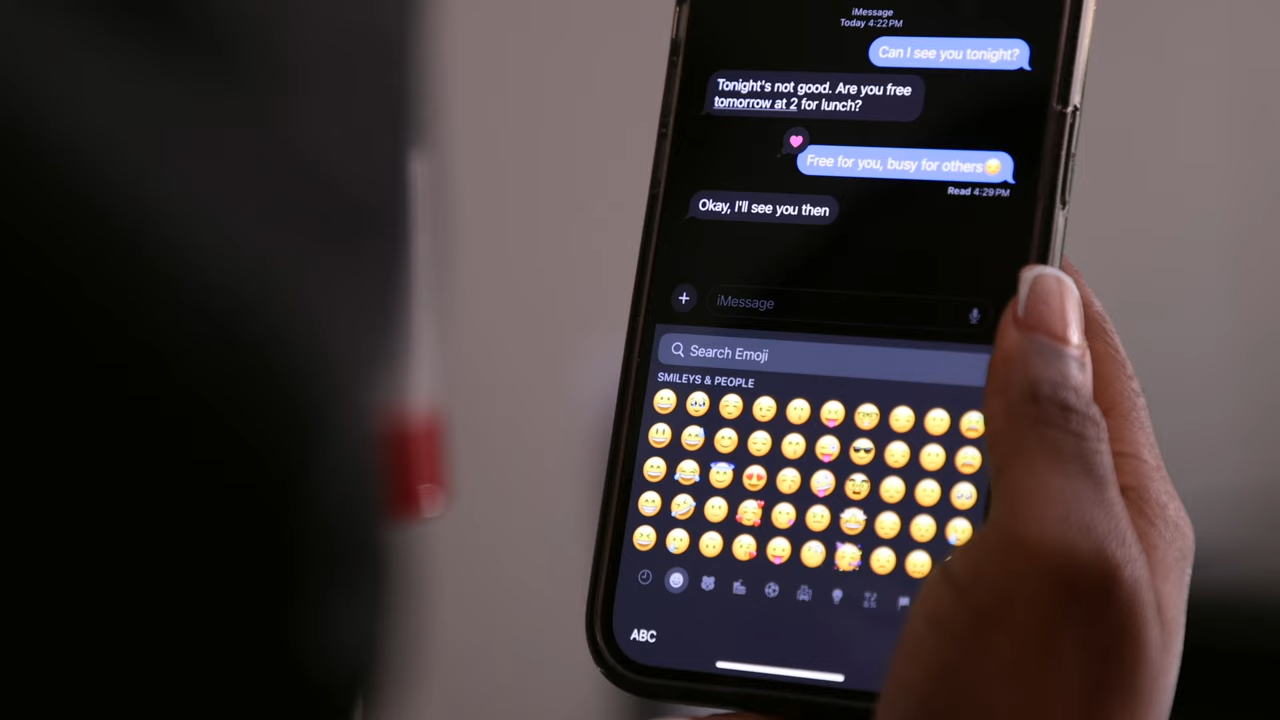 iMessage
Today 4:22 PM
Can I see you tonight?
Tonight's not good. Are you free
tomorrow at 2 for lunch?
Free for you, busy for others
Read 4:29 PM
Okay, I'll see you then
iMessage
Search Emoji
SMILEYS & PEOPLE
ABC